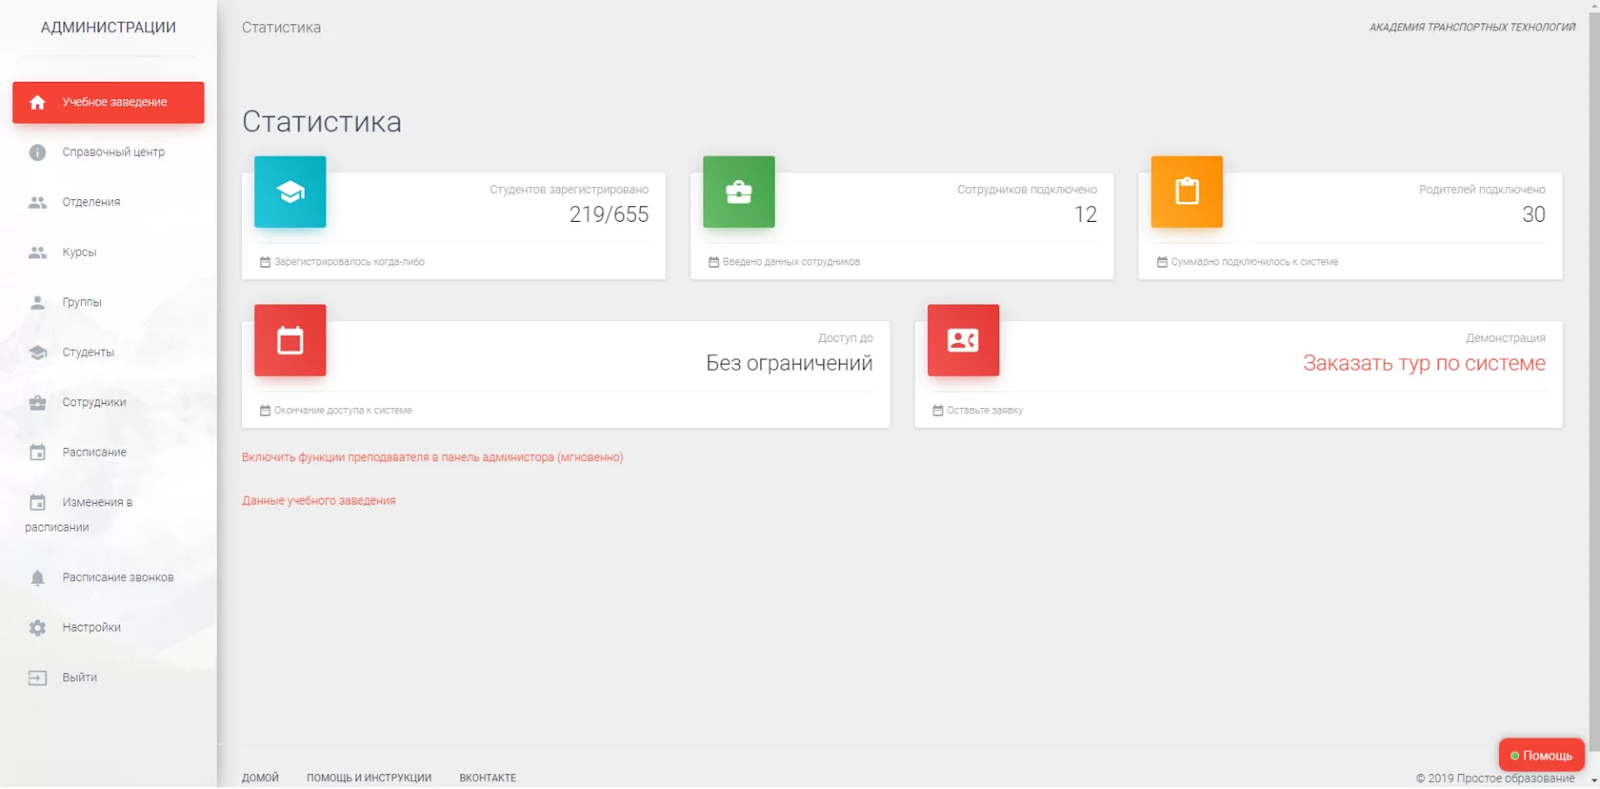 АДМИНИСТРАЦИИ
Учебное заведение
Справочный центр
Отделения
Курсы
Группы
Студенты
Сотрудники
Расписание
Изменения в
расписании
Расписание звонков
Настройки
Выйти
Статистика
АКАДЕМИЯ ТРАНСПОРТНЫХ ТЕХНОЛОГИЙ
Статистика
Студентов зарегистрировано
219/655
Зарегистрировалось когда-либо
Сотрудников подключено
12
Введено данных сотрудников
Родителей подключено
30
Суммарно подключилось к системе
Доступ до
Без ограничений
Окончание доступа к системе
Демонстрация
Заказать тур по системе
Оставьте заявку
Включить функции преподавателя в панель администора (мгновенно)
Данные учебного заведения
Помощь
ДОМОЙ ПОМОЩЬ И ИНСТРУКЦИИ ВКОНТАКТЕ
© 2019 Простое образование